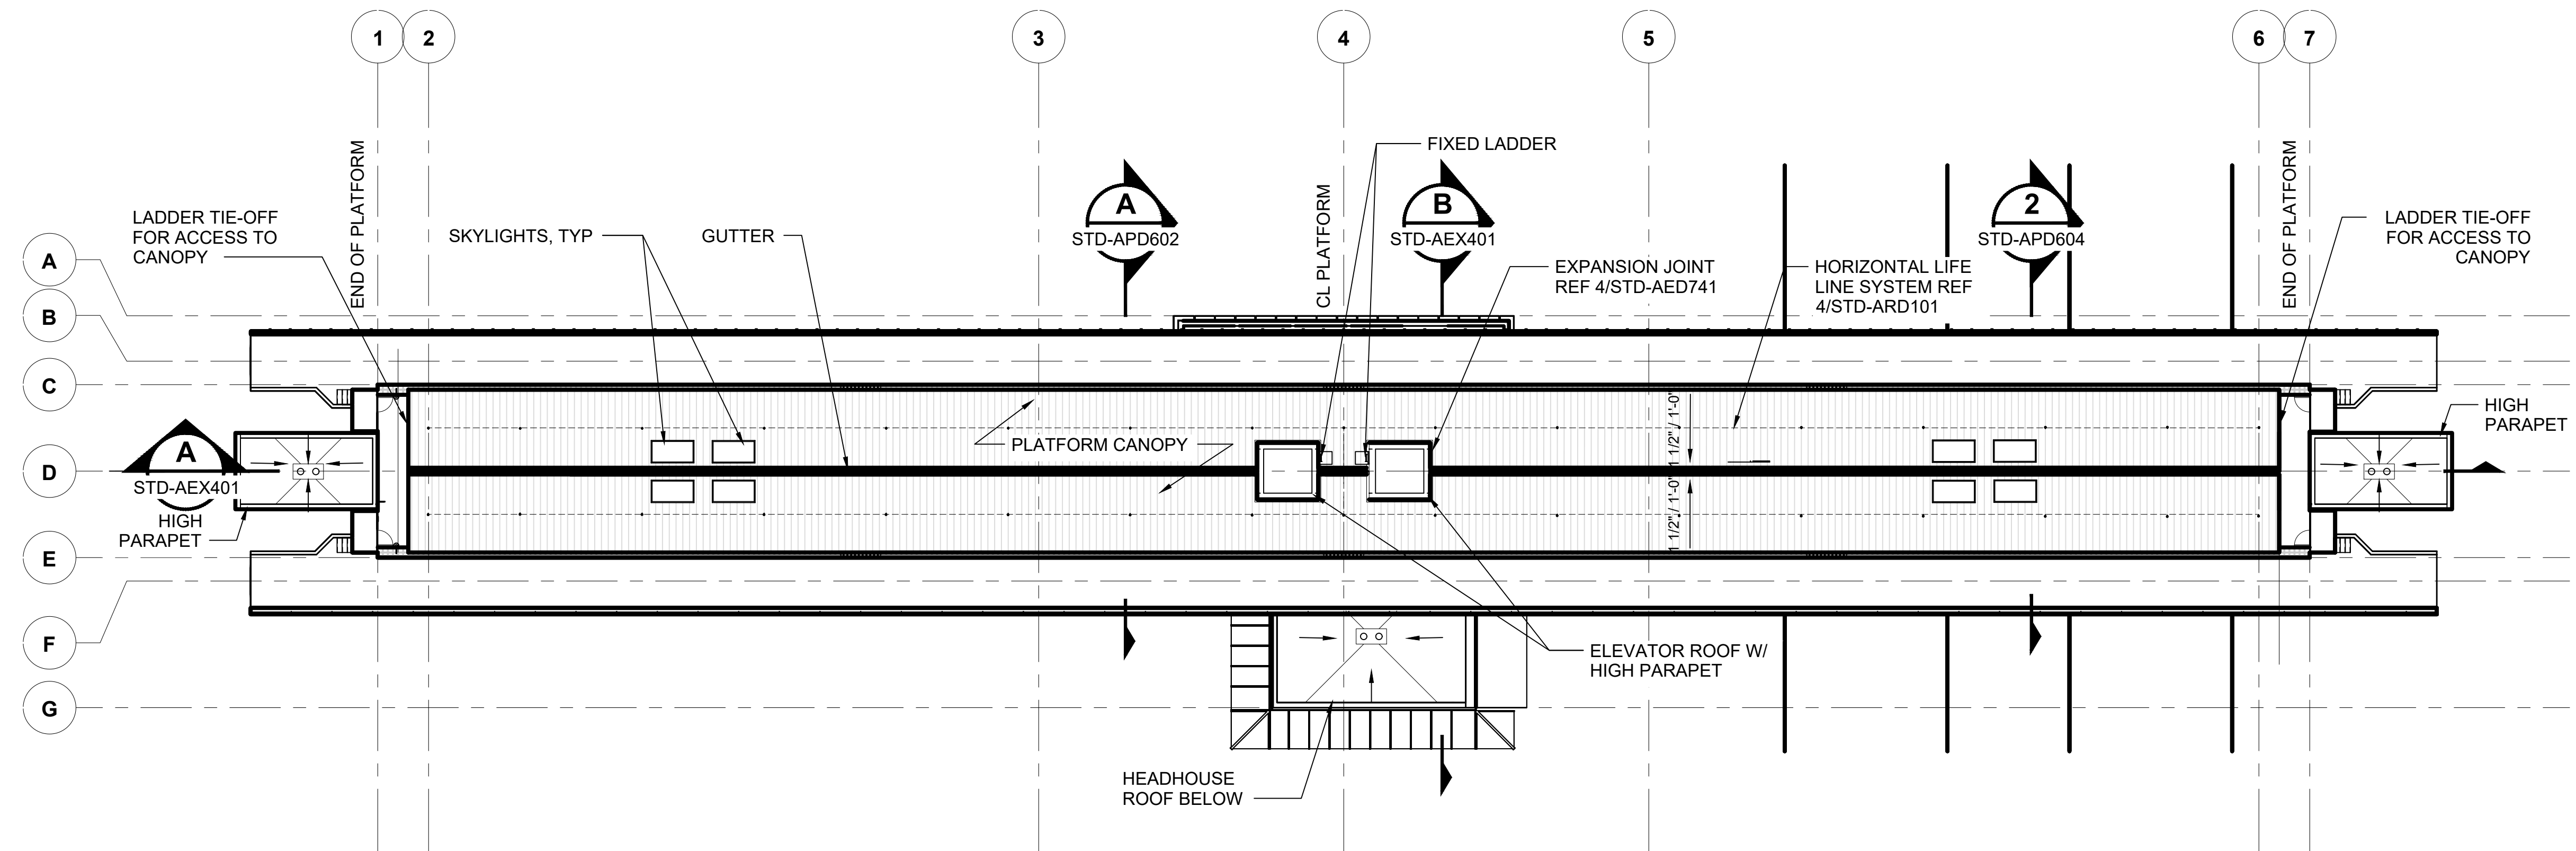 1
2
3
4
5
6
7
END OF PLATFORM
CL PLATFORM
END OF PLATFORM
FIXED LADDER
A
STD-APD602
B
STD-AEX401
2
STD-APD604
LADDER TIE-OFF
FOR ACCESS TO
CANOPY
SKYLIGHTS, TYP
GUTTER
EXPANSION JOINT
REF 4/STD-AED741
HORIZONTAL LIFE
LINE SYSTEM REF
4/STD-ARD101
LADDER TIE-OFF
FOR ACCESS TO
CANOPY
A
B
C
D
E
F
G
A
STD-AEX401
HIGH
PARAPET
PLATFORM CANOPY
1 1/2" / 1'-0"
1 1/2" / 1'-0"
HIGH
PARAPET
ELEVATOR ROOF W/
HIGH PARAPET
HEADHOUSE
ROOF BELOW